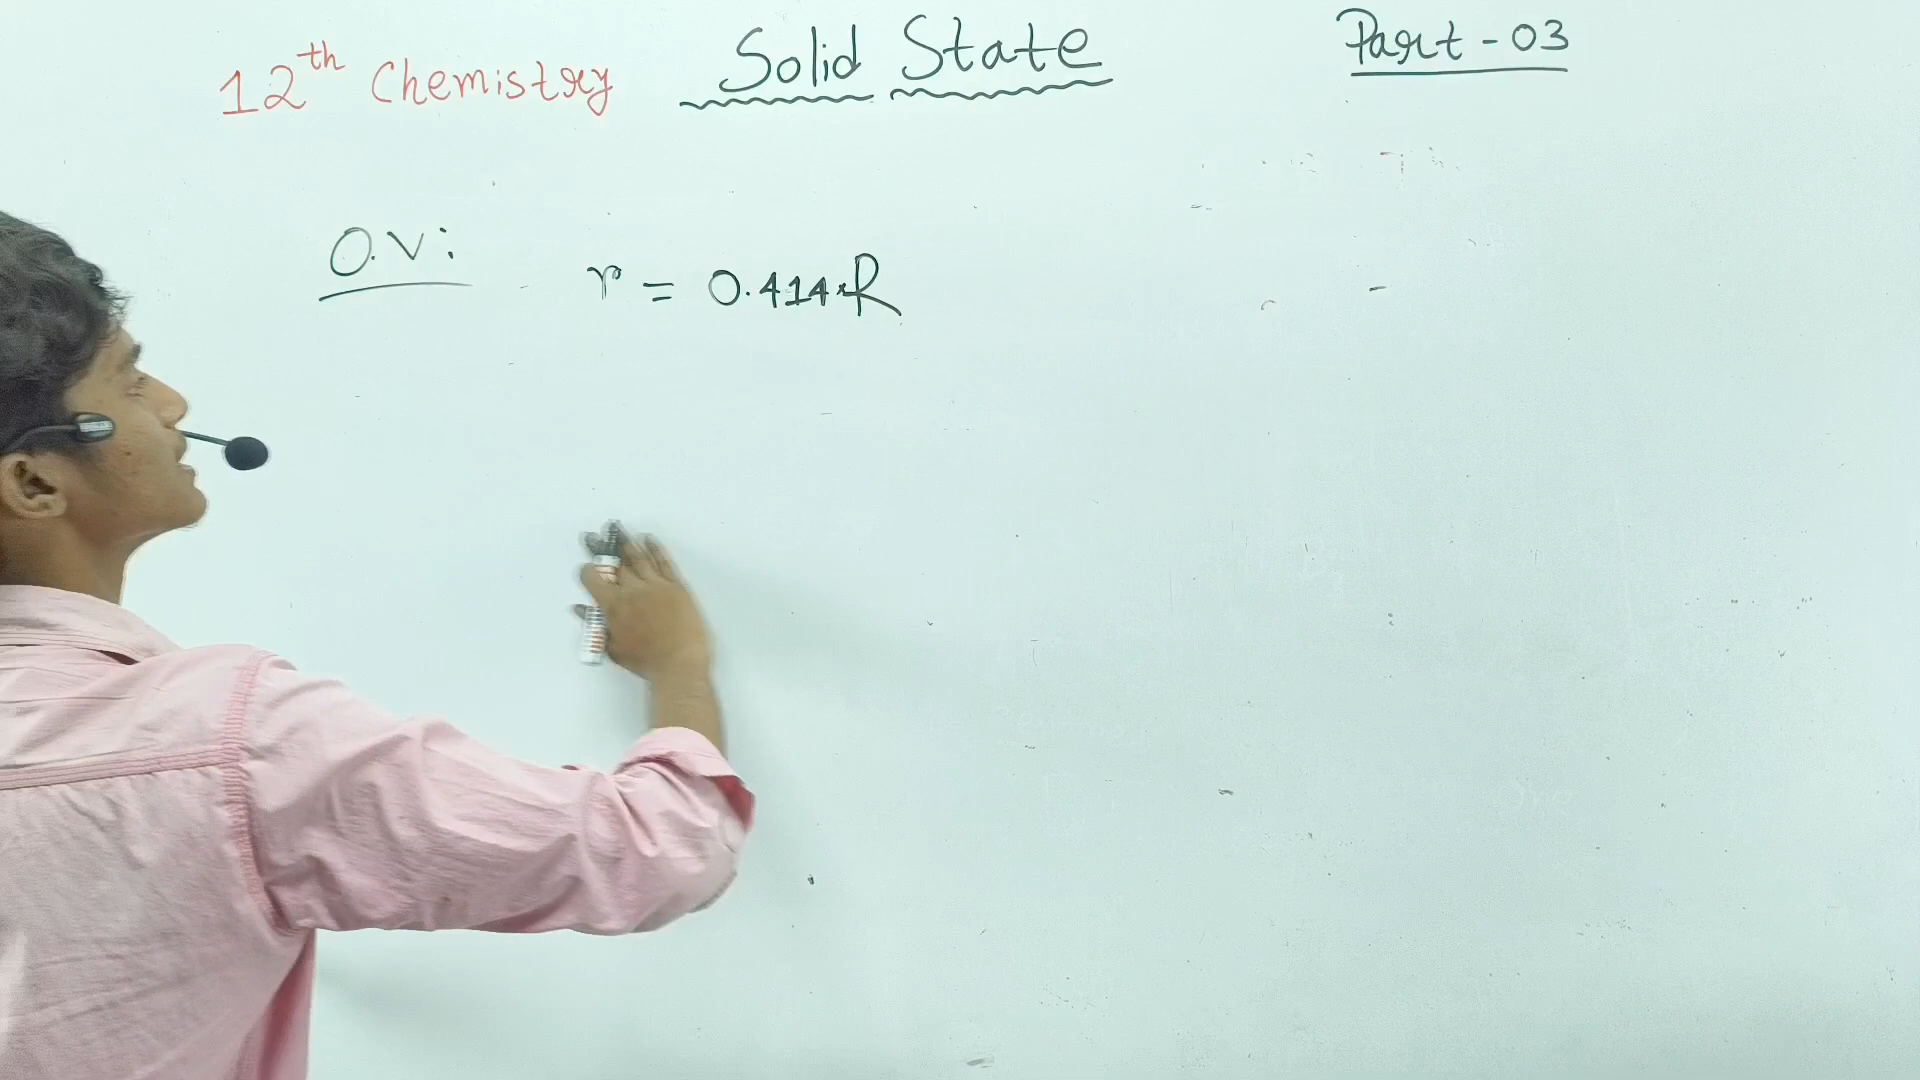 12th Chemistry Solid State Part-03
O.V:
r = 0.414×R